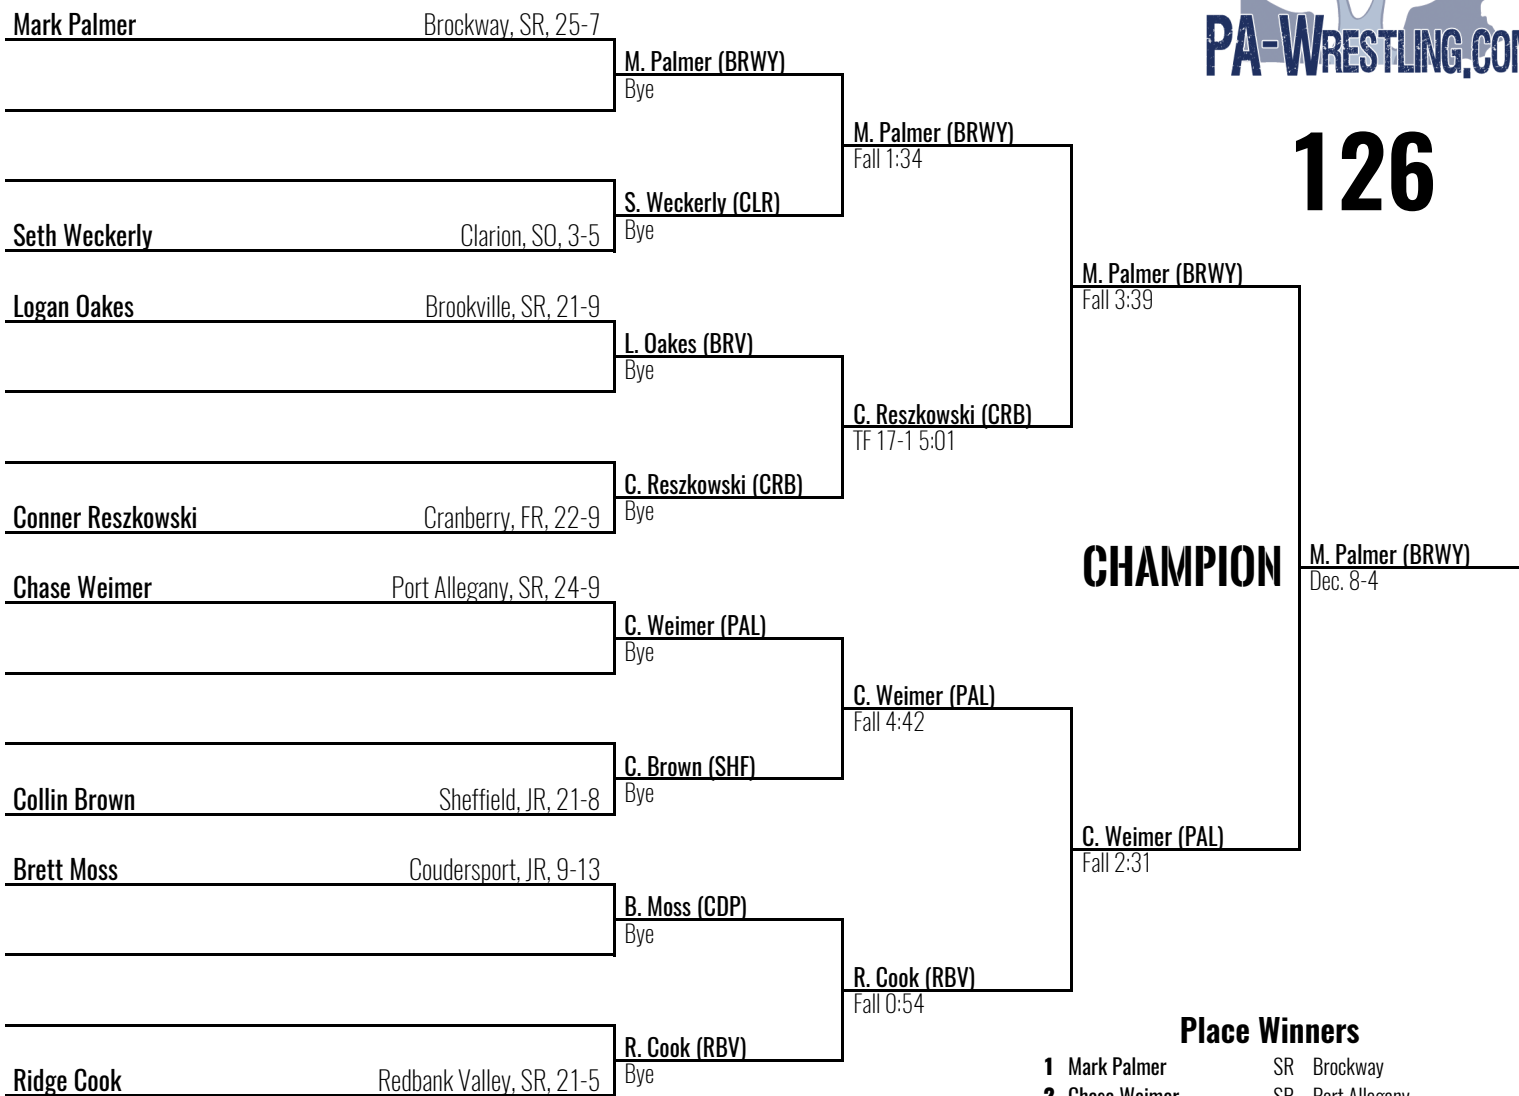 Mark Palmer Brockway, SR, 25-7
M. Palmer (BRWY)
Bye
Seth Weckerly Clarion, SO, 3-5
S. Weckerly (CLR)
Bye
M. Palmer (BRWY)
Fall 1:34
Logan Oakes Brookville, SR, 21-9
L. Oakes (BRV)
Bye
Conner Reszkowski Cranberry, FR, 22-9
C. Reszkowski (CRB)
Bye
C. Reszkowski (CRB)
TF 17-1 5:01
M. Palmer (BRWY)
Fall 3:39
Chase Weimer Port Allegany, SR, 24-9
C. Weimer (PAL)
Bye
Collin Brown Sheffield, JR, 21-8
C. Brown (SHF)
Bye
C. Weimer (PAL)
Fall 4:42
Brett Moss Coudersport, JR, 9-13
B. Moss (CDP)
Bye
Ridge Cook Redbank Valley, SR, 21-5
R. Cook (RBV)
Bye
R. Cook (RBV)
Fall 0:54
C. Weimer (PAL)
Fall 2:31
PA-WRESTLING.COM
126
CHAMPION
M. Palmer (BRWY)
Dec. 8-4
Place Winners
1 Mark Palmer SR Brockway
2 Chase Weimer SR Port Allegany